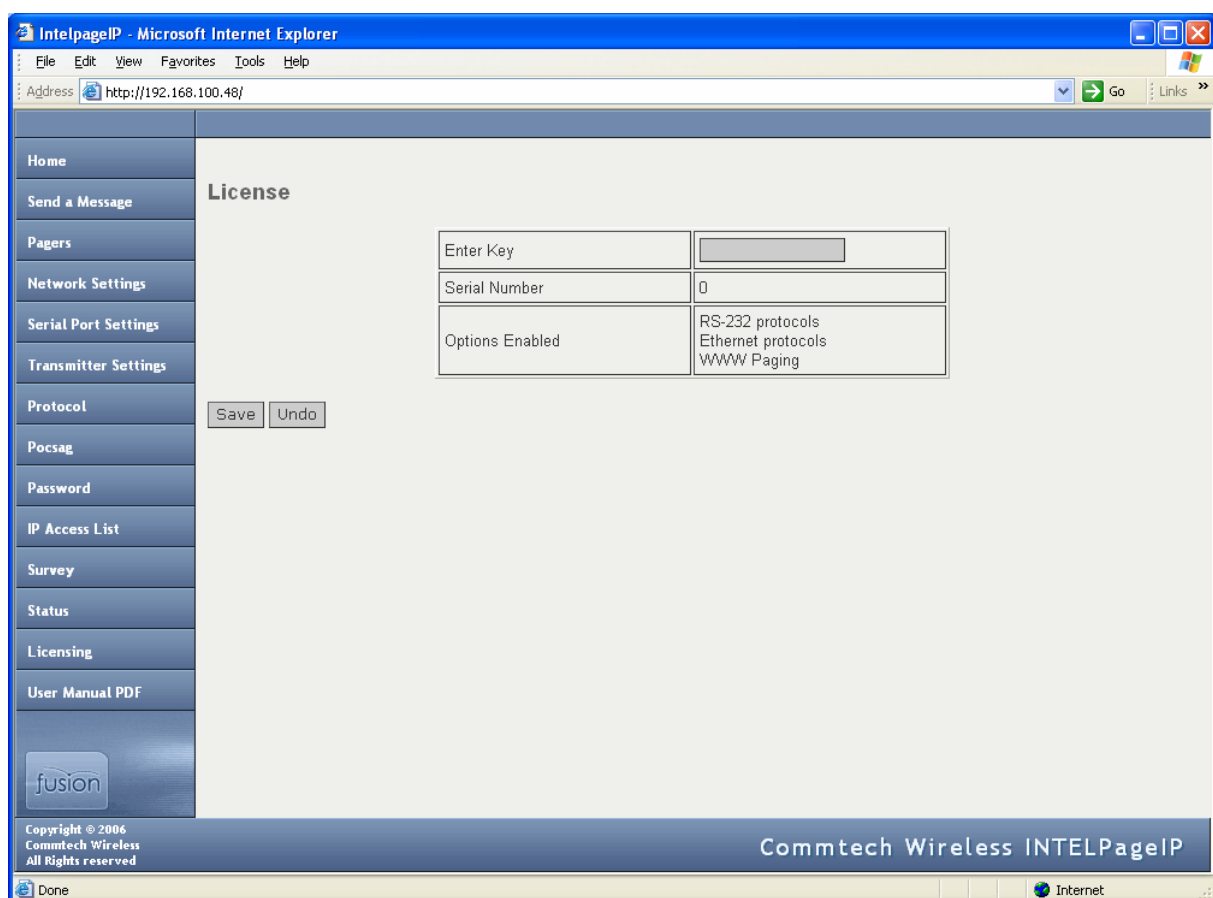 IntelpageIP - Microsoft Internet Explorer
File Edit View Favorites Tools Help
Address http://192.168.100.48/ Go Links »
Home
Send a Message
Pagers
Network Settings
Serial Port Settings
Transmitter Settings
Protocol
Pocsag
Password
IP Access List
Survey
Status
Licensing
User Manual PDF
fusion
Copyright © 2006
Commtech Wireless
All Rights reserved
License
Enter Key
Serial Number 0
Options Enabled
RS-232 protocols
Ethernet protocols
WWW Paging
Save Undo
Commtech Wireless INTELPageIP
Done Internet